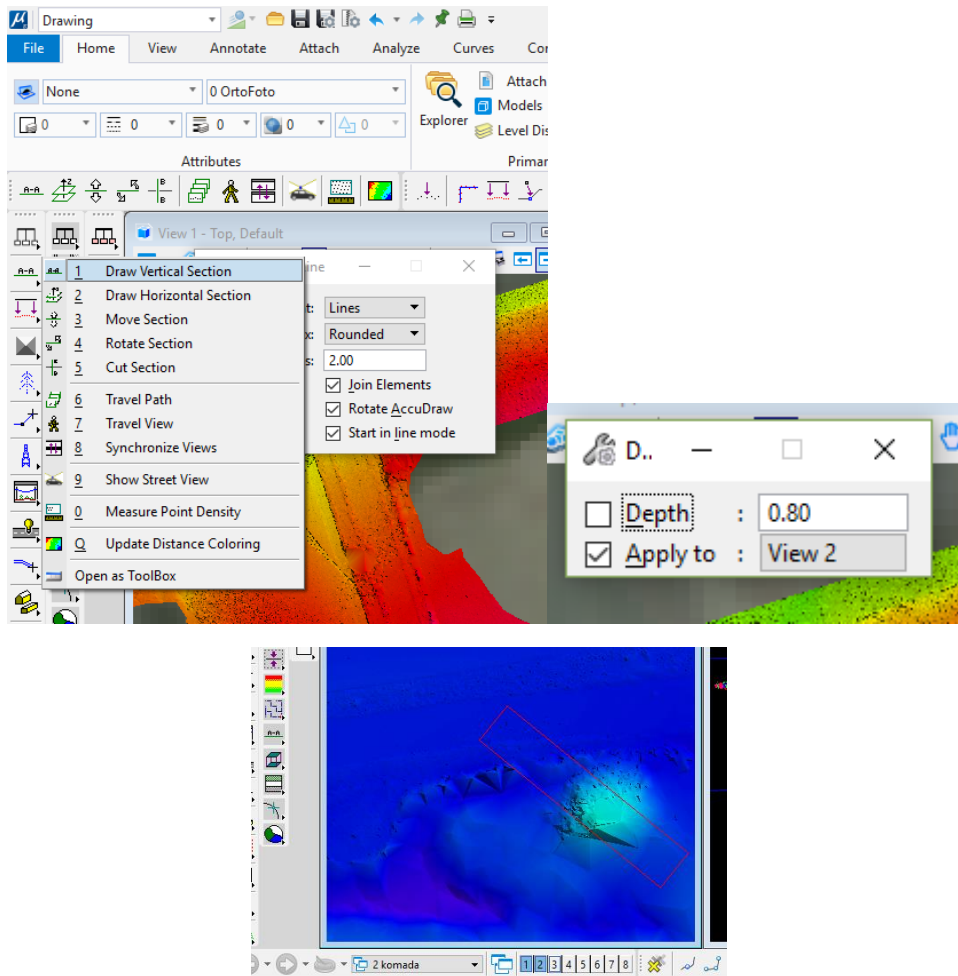 Drawing
File Home View Annotate Attach Analyze Curves
None 0 OrtoFoto
0 0 0 0 0
Attributes
Explorer
Attach
Models
Level
View 1 - Top, Default
1 Draw Vertical Section
2 Draw Horizontal Section
3 Move Section
4 Rotate Section
5 Cut Section
6 Travel Path
7 Travel View
8 Synchronize Views
9 Show Street View
0 Measure Point Density
Q Update Distance Coloring
Open as ToolBox
Lines
Rounded
2.00
Join Elements
Rotate AccuDraw
Start in line mode
D..
Depth : 0.80
Apply to : View 2
2 komada 1 2 3 4 5 6 7 8